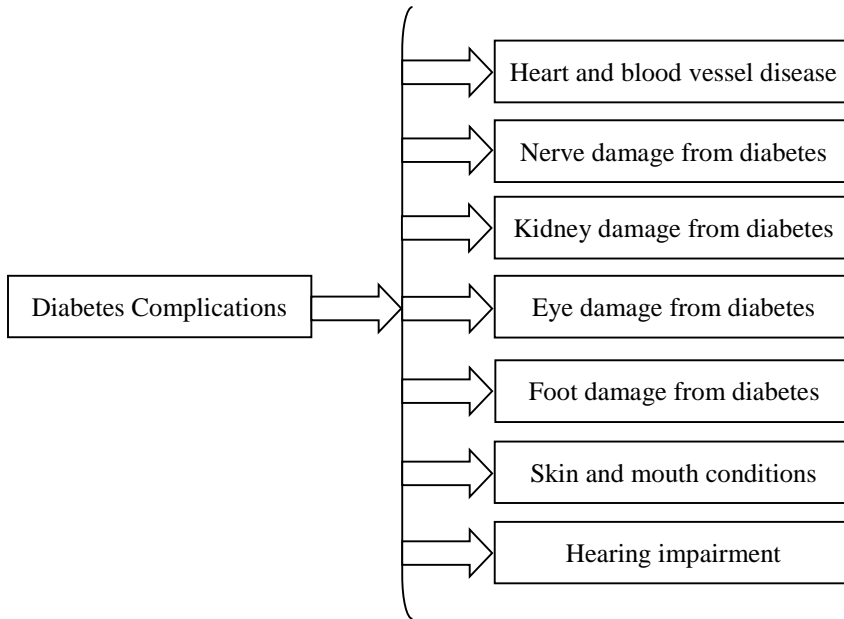 Heart and blood vessel disease
Nerve damage from diabetes
Kidney damage from diabetes
Diabetes Complications
Eye damage from diabetes
Foot damage from diabetes
Skin and mouth conditions
Hearing impairment